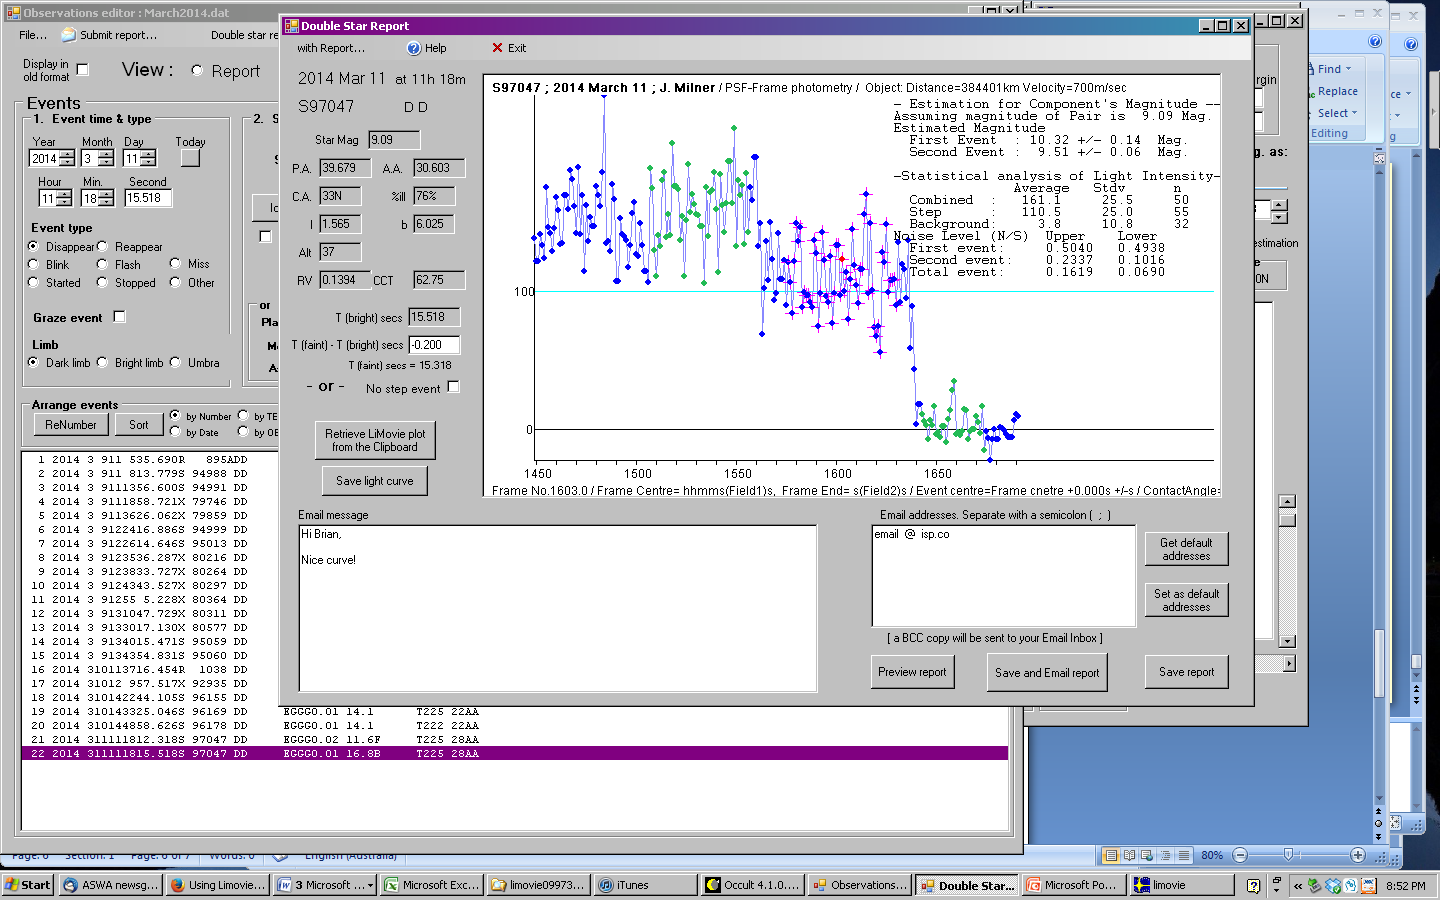 Observations editor : March2014.dat
File...
Submit report...
Double star re
Display in
old format
View :
Report
Events
1.  Event time & type
2.  S
Year
Month
Day
Today
2014
3
11
Hour
Min.
Second
11
18
15.518
Event type
Disappear
Reappear
Blink
Flash
Miss
Started
Stopped
Other
Graze event
or
Pla
Limb
Dark limb
Bright limb
Umbra
Arrange events
ReNumber
Sort
by Number
by TE
by Date
by OB
1 2014 3 911 535.690R   895ADD
2 2014 3 911 813.779S 94988 DD
3 2014 3 9111356.600S 94991 DD
4 2014 3 9111858.721X 79746 DD
5 2014 3 9113626.062X 79859 DD
6 2014 3 9122416.886S 94999 DD
7 2014 3 9122614.646S 95013 DD
8 2014 3 9123536.287X 80216 DD
9 2014 3 9123833.727X 80264 DD
10 2014 3 9124343.527X 80297 DD
11 2014 3 91255 5.228X 80364 DD
12 2014 3 9131047.729X 80311 DD
13 2014 3 9133017.130X 80577 DD
14 2014 3 9134015.471S 95059 DD
15 2014 3 9134354.831S 95060 DD
16 2014 310113716.454R  1038 DD
17 2014 31012 957.517X 92935 DD
18 2014 310142244.105S 96155 DD
19 2014 310143325.046S 96169 DD     EGGG0.01 14.1      T225 22AA
20 2014 310144858.626S 96178 DD     EGGG0.01 14.1      T222 22AA
21 2014 311111812.318S 97047 DD     EGGG0.02 11.6F     T225 28AA
22 2014 311111815.518S 97047 DD     EGGG0.01 16.8B     T225 28AA
Double Star Report
with Report...
Help
Exit
2014 Mar 11  at 11h 18m
S97047
D D
Star Mag
9.09
P.A.
39.679
A.A.
30.603
C.A.
33N
%ill
76%
l
1.565
b
6.025
Alt
37
RV
0.1394
CCT
62.75
T (bright) secs
15.518
T (faint) - T (bright) secs
-0.200
T (faint) secs = 15.318
- or -
No step event
Retrieve LiMovie plot
from the Clipboard
Save light curve
S97047 ; 2014 March 11 ; J. Milner / PSF-Frame photometry /  Object: Distance=384401km Velocity=700m/sec
- Estimation for Component's Magnitude --
Assuming magnitude of Pair is  9.09 Mag.
Estimated Magnitude
First Event  : 10.32 +/- 0.14  Mag.
Second Event :  9.51 +/- 0.06  Mag.
-Statistical analysis of Light Intensity-
Average   Stdv      n
Combined  :   161.1     25.5     50
Step      :   110.5     25.0     55
Background:     3.8     10.8     32
Noise Level (N/S)  Upper    Lower
First event:     0.5040   0.4938
Second event:    0.2337   0.1016
Total event:     0.1619   0.0690
100
0
1450
1500
1550
1600
1650
Frame No.1603.0 / Frame Centre= hhmms(Field1)s,  Frame End= s(Field2)s / Event centre=Frame cnetre +0.000s +/-s / ContactAngle=
Email message
Hi Brian,
Nice curve!
Email addresses. Separate with a semicolon (  ;  )
email  @  isp.co
Get default
addresses
Set as default
addresses
[ a BCC copy will be sent to your Email Inbox ]
Preview report
Save and Email report
Save report
rgin
g. as:
estimation
ON
Find
Replace
Select
Editing
Page: 6
Section: 1
Page: 6 of 7
Words: 0
English (Australia)
80%
Start
ASWA newsg...
Using Limovie...
3 Microsoft ...
Microsoft Exc...
limovie09973...
iTunes
Occult 4.1.0....
Observations...
Double Star...
Microsoft Po...
limovie
8:52 PM